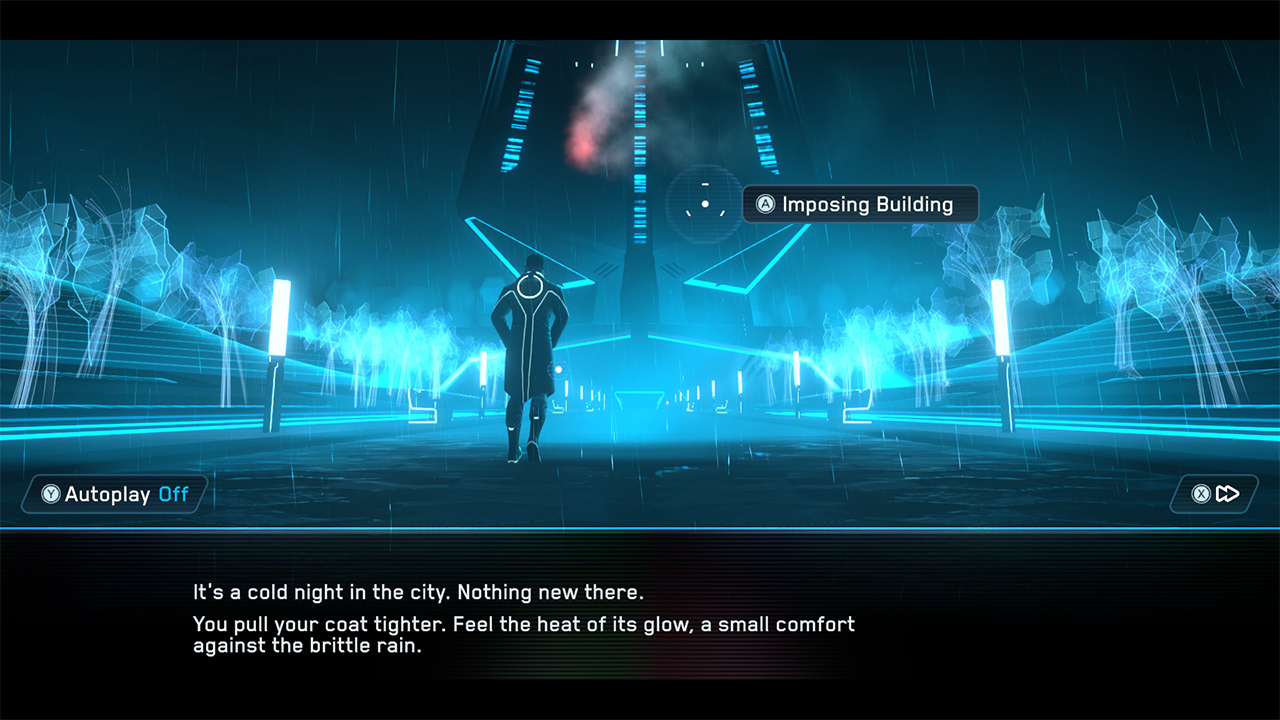 A Imposing Building
Y Autoplay Off
X
It's a cold night in the city. Nothing new there.
You pull your coat tighter. Feel the heat of its glow, a small comfort
against the brittle rain.